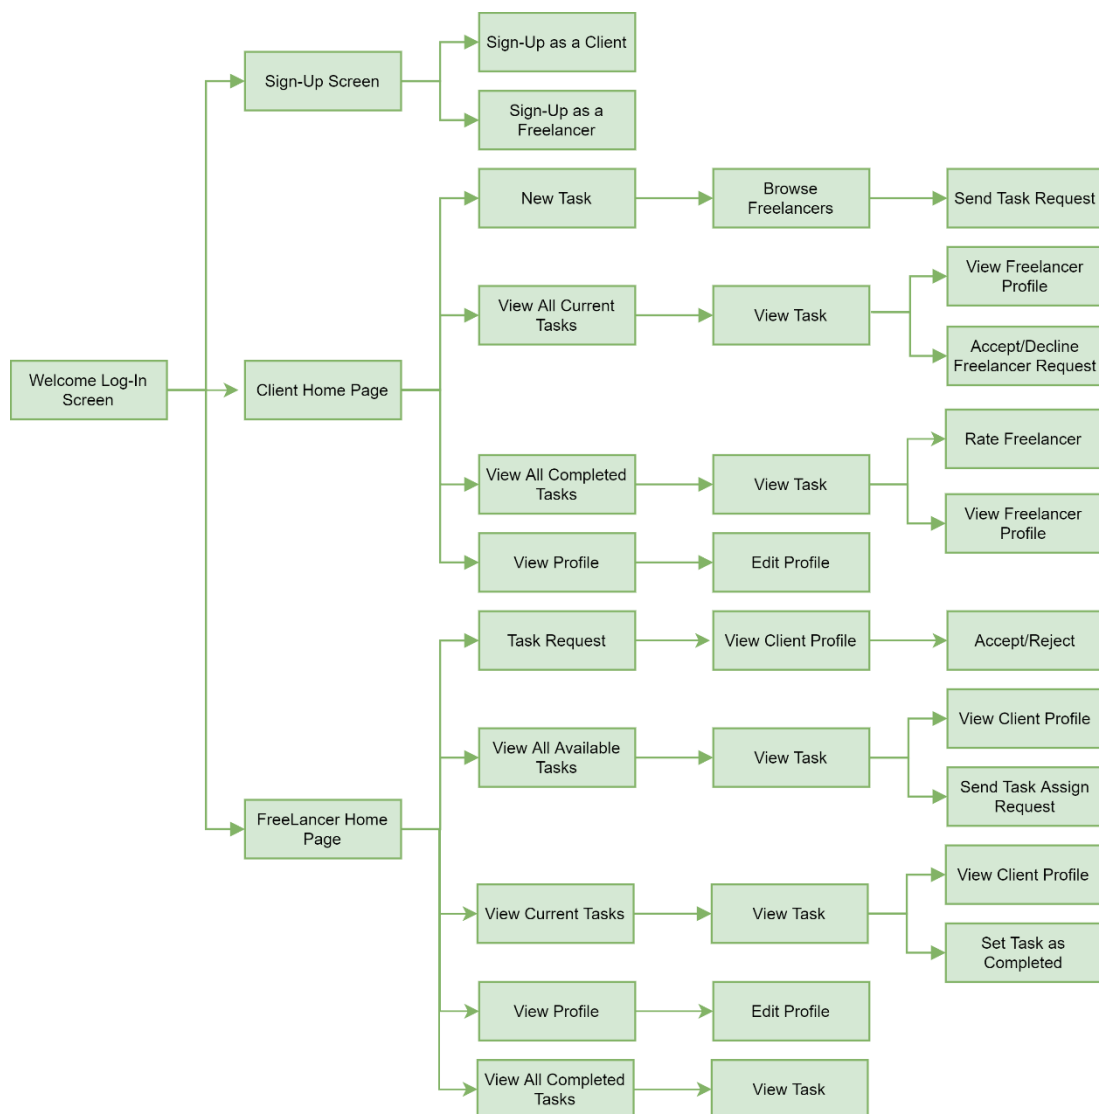 Sign-Up as a Client
Sign-Up Screen
Sign-Up as a
Freelancer
New Task
Browse
Freelancers
Send Task Request
View Freelancer
Profile
View All Current
Tasks
View Task
Accept/Decline
Freelancer Request
Welcome Log-In
Screen
Client Home Page
Rate Freelancer
View All Completed
Tasks
View Task
View Freelancer
Profile
View Profile
Edit Profile
Task Request
View Client Profile
Accept/Reject
View Client Profile
View All Available
Tasks
View Task
Send Task Assign
Request
FreeLancer Home
Page
View Client Profile
View Current Tasks
View Task
Set Task as
Completed
View Profile
Edit Profile
View All Completed
Tasks
View Task